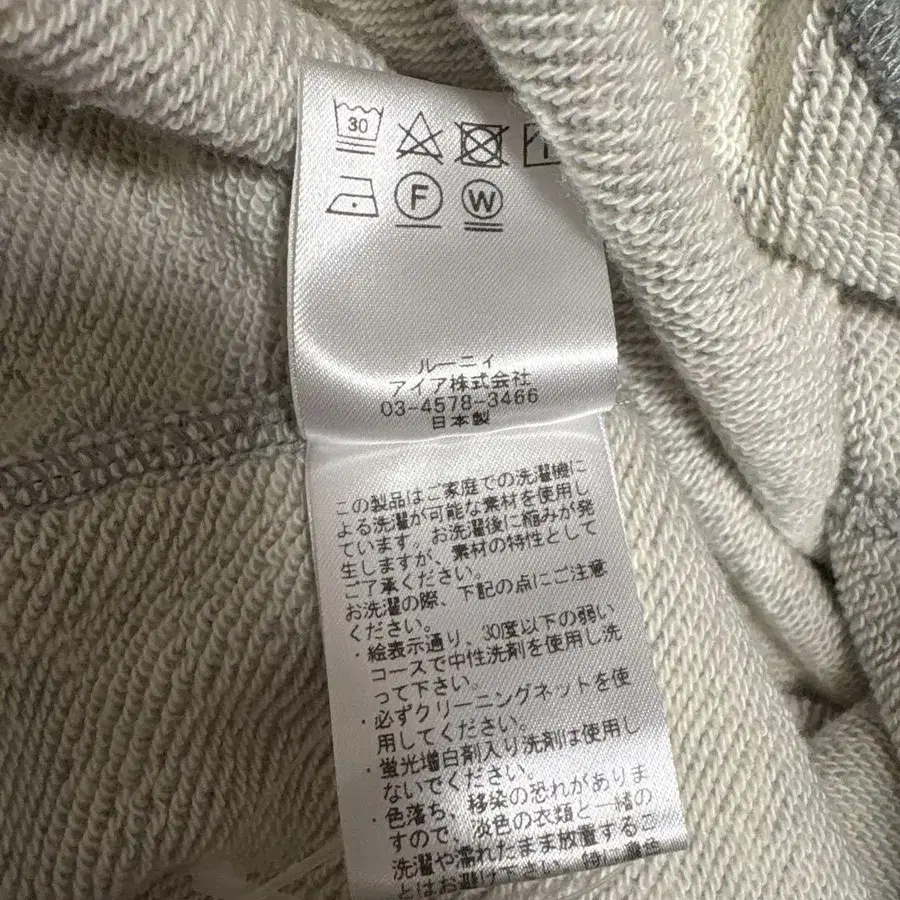 30
F W
ルーニィ
アイア株式会社
03-4578-3466
日本製
この製品はご家庭での洗濯機に
よる洗濯が可能な素材を使用し
ています。お洗濯後に縮みが発
生しますが、素材の特性として
ご了承ください。
お洗濯の際、下記の点にご注意
ください。
・絵表示通り、30度以下の弱い
コースで中性洗剤を使用し洗
って下さい。
・必ずクリーニングネットを使
用してください。
・蛍光増白剤入り洗剤は使用し
ないでください。
・色落ち、移染の恐れがありま
すので、淡色の衣類と一緒の
洗濯や濡れたまま放置するこ
とはお避け下さい。